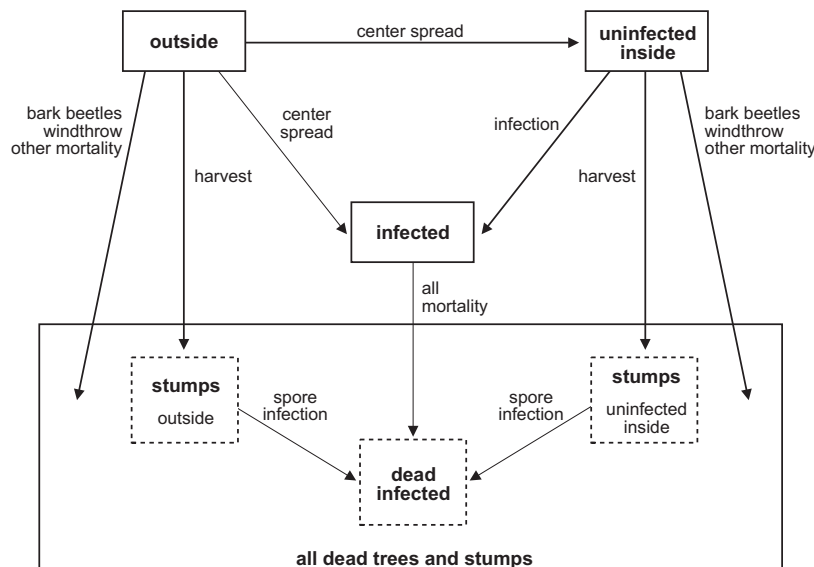 outside
center spread
uninfected
inside
bark beetles
windthrow
other mortality
harvest
center
spread
infection
harvest
bark beetles
windthrow
other mortality
infected
all
mortality
stumps
outside
spore
infection
spore
infection
stumps
uninfected
inside
dead
infected
all dead trees and stumps